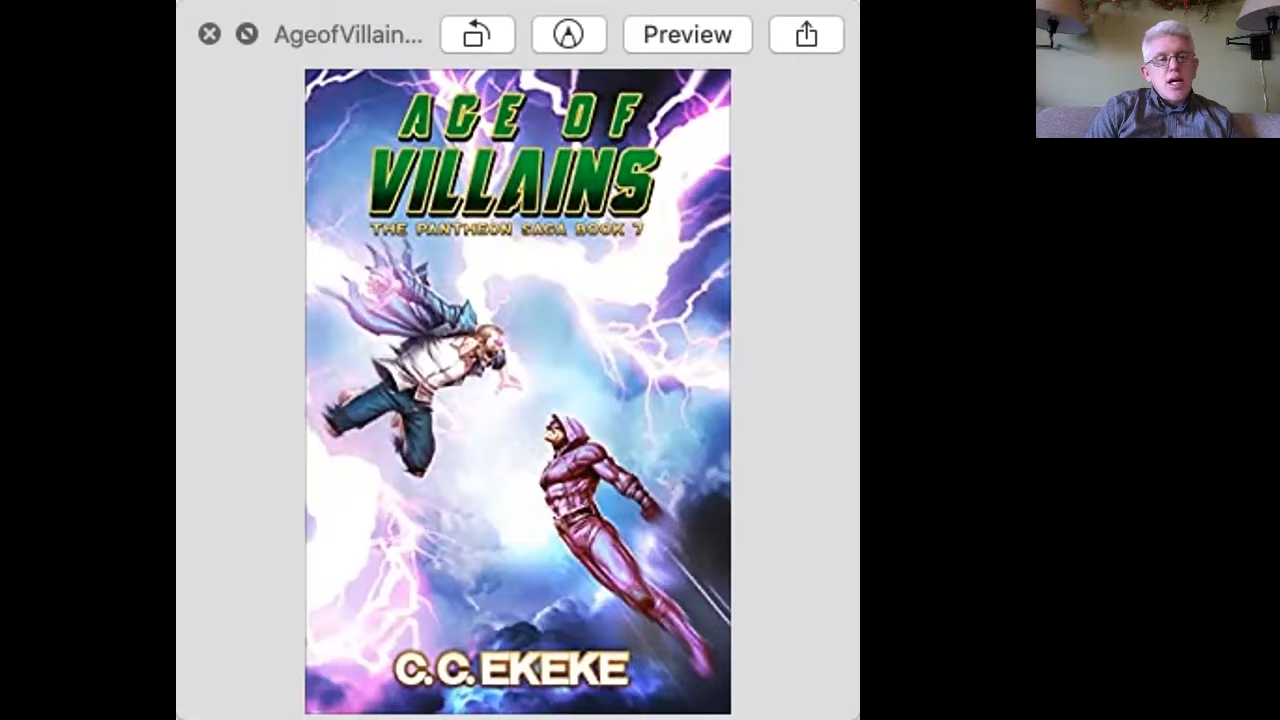 AgeofVillain...
Preview
AGE OF
VILLAINS
THE PANTHEON SAGA BOOK 7
C. C. EKEKE